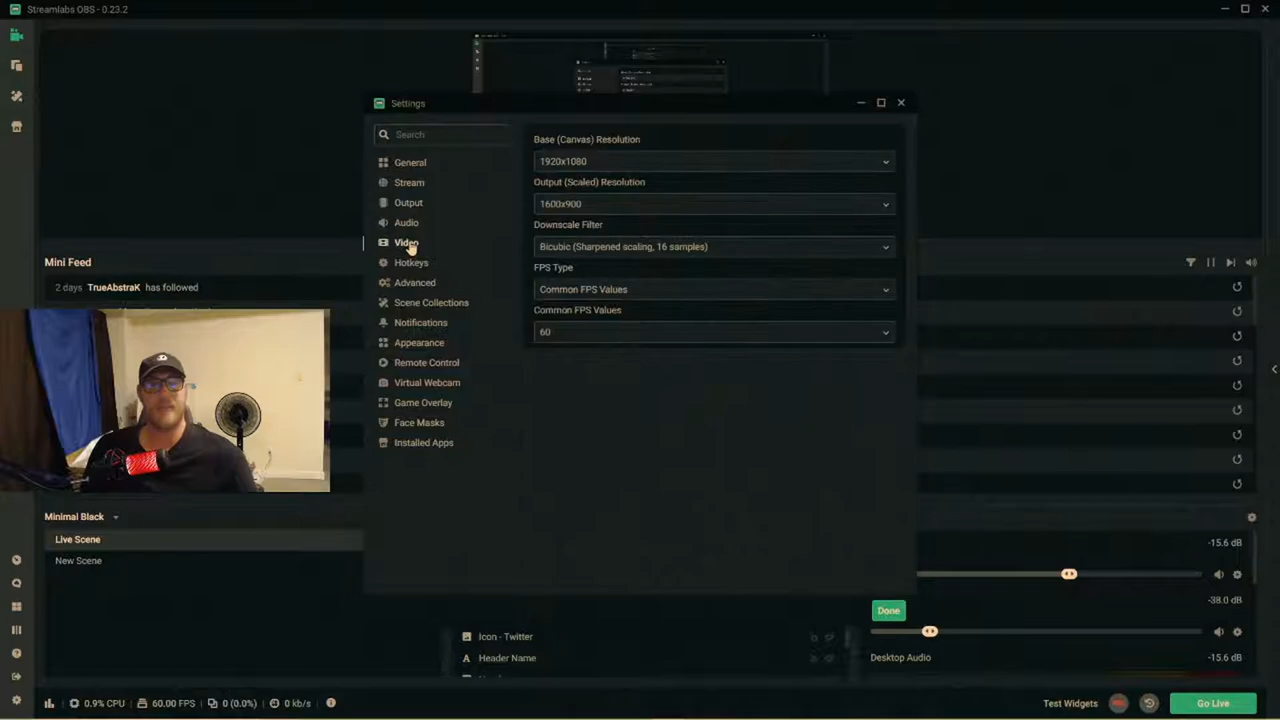 Streamlabs OBS - 0.23.2
Settings
Search
General
Stream
Output
Audio
Video
Hotkeys
Advanced
Scene Collections
Notifications
Appearance
Remote Control
Virtual Webcam
Game Overlay
Face Masks
Installed Apps
Base (Canvas) Resolution
1920x1080
Output (Scaled) Resolution
1600x900
Downscale Filter
Bicubic (Sharpened scaling, 16 samples)
FPS Type
Common FPS Values
Common FPS Values
60
Done
Mini Feed
2 days TrueAbstraK has followed
Minimal Black
Live Scene
New Scene
Icon - Twitter
Header Name
-15.6 dB
-38.0 dB
Desktop Audio
-15.6 dB
0.9% CPU
60.00 FPS
0 (0.0%)
0 kb/s
Test Widgets
Go Live